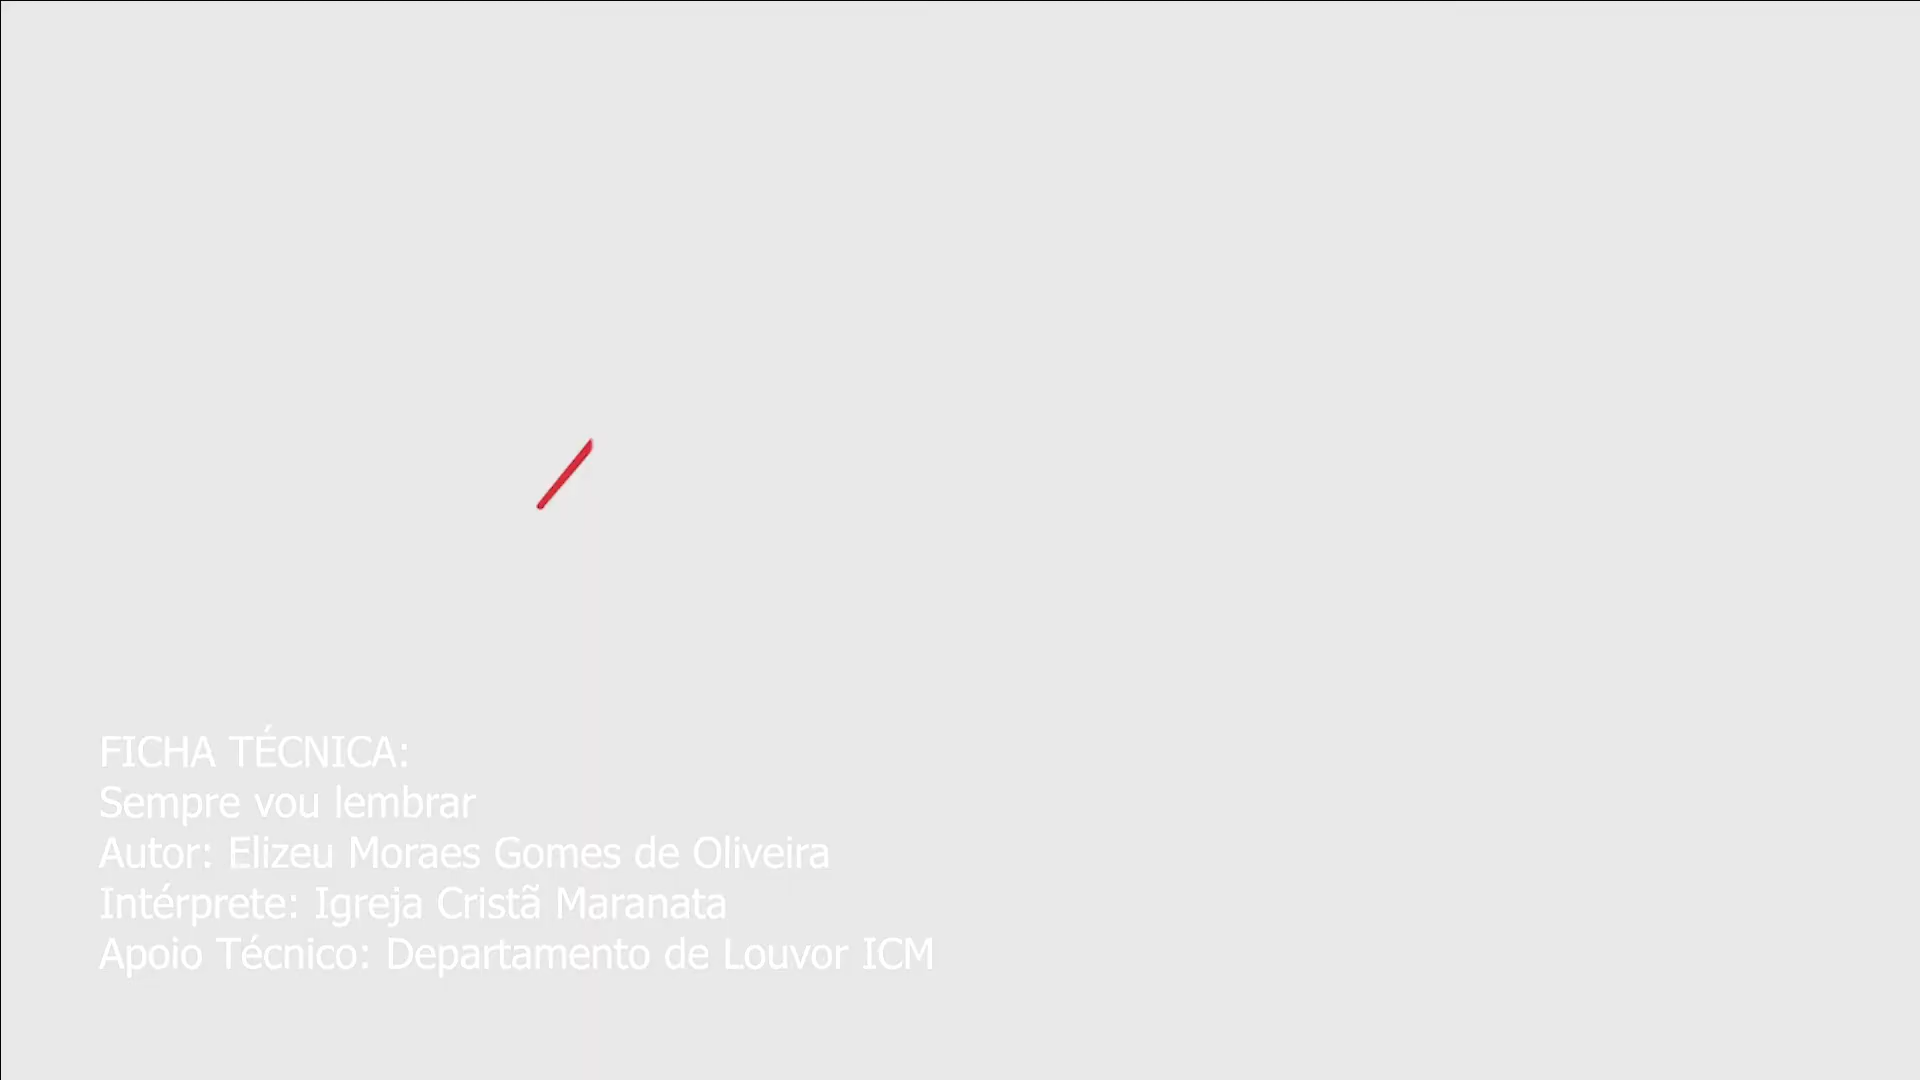 FICHA TÉCNICA:
Sempre vou lembrar
Autor: Elizeu Moraes Gomes de Oliveira
Intérprete: Igreja Cristã Maranata
Apoio Técnico: Departamento de Louvor ICM